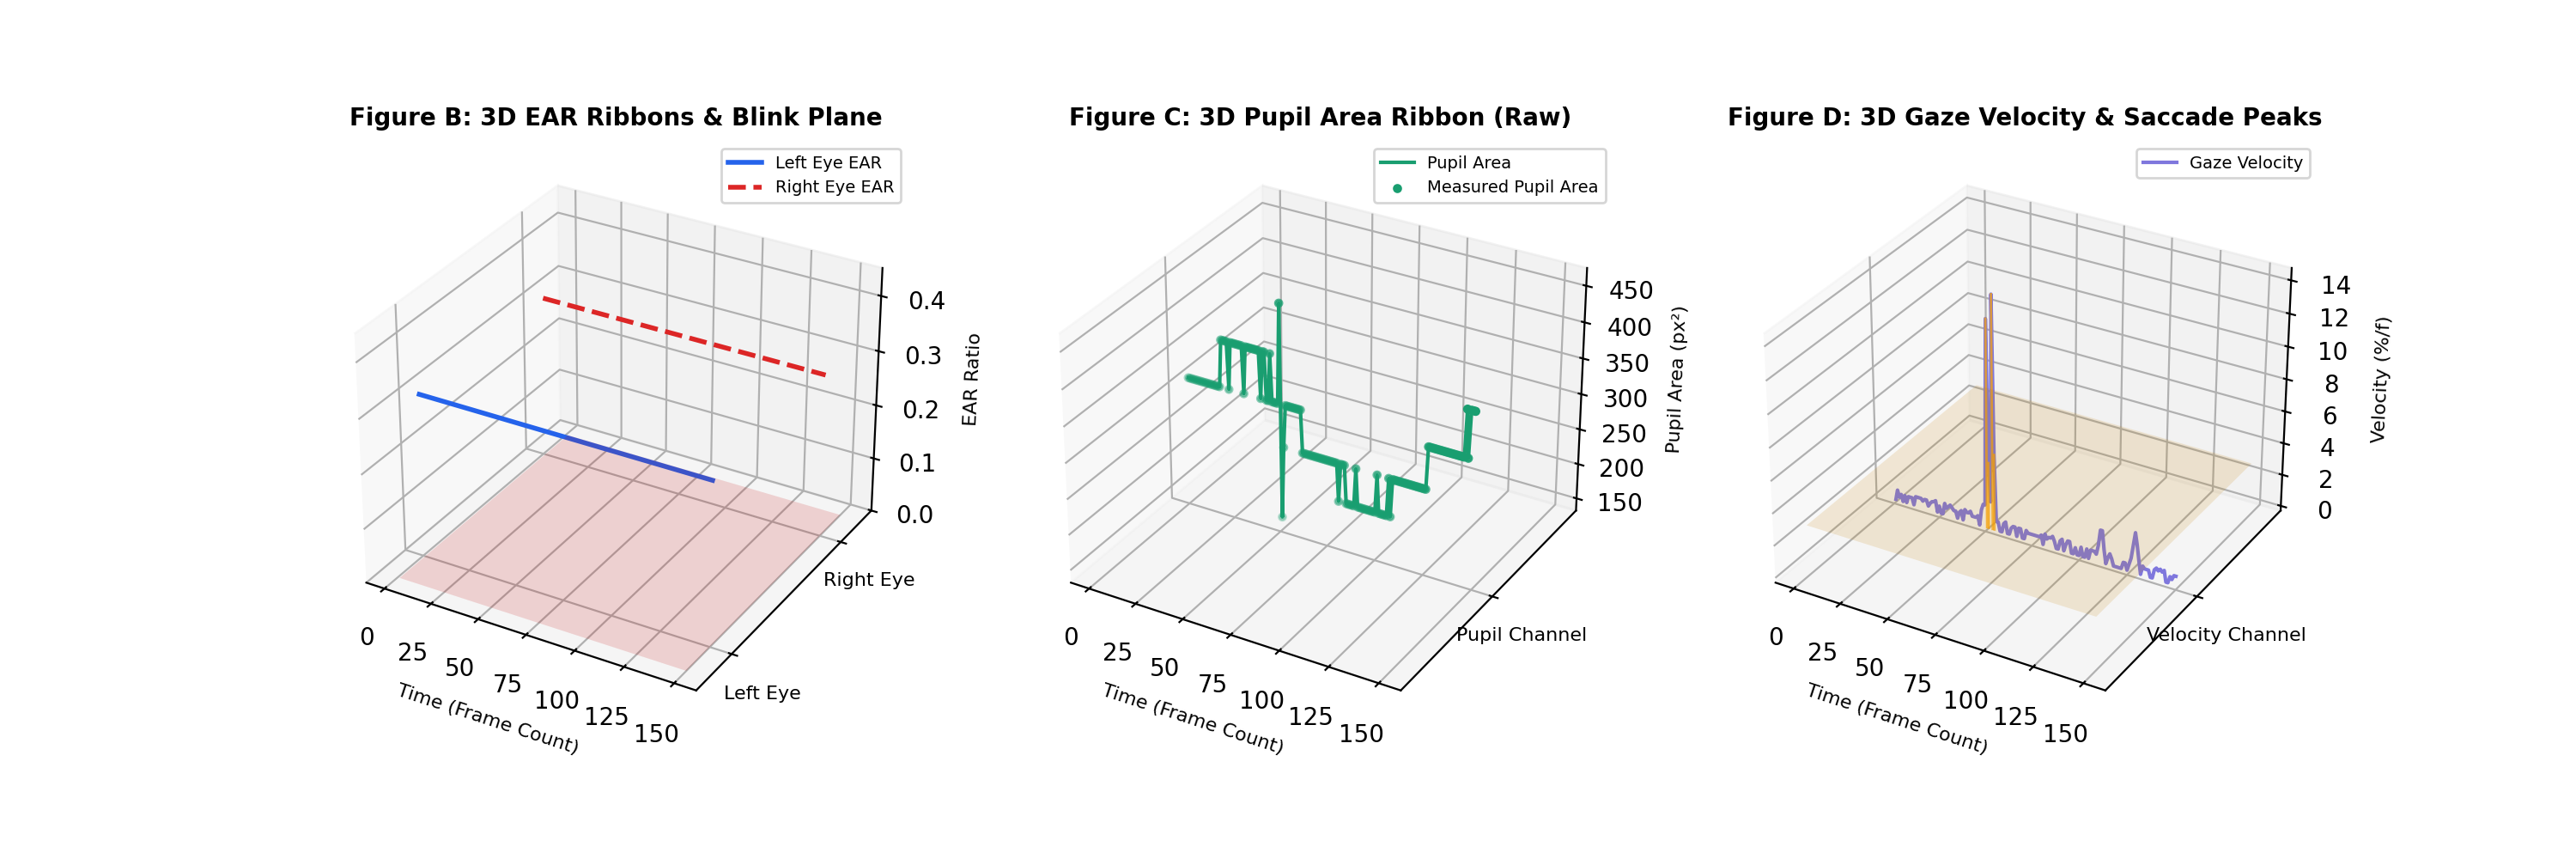 Figure B: 3D EAR Ribbons & Blink Plane
Left Eye EAR
Right Eye EAR
0.4
0.3
0.2
0.1
0.0
EAR Ratio
Right Eye
Left Eye
0
25
50
75
100
125
150
Time (Frame Count)
Figure C: 3D Pupil Area Ribbon (Raw)
Pupil Area
Measured Pupil Area
450
400
350
300
250
200
150
Pupil Area (px²)
Pupil Channel
0
25
50
75
100
125
150
Time (Frame Count)
Figure D: 3D Gaze Velocity & Saccade Peaks
Gaze Velocity
14
12
10
8
6
4
2
0
Velocity (%/f)
Velocity Channel
0
25
50
75
100
125
150
Time (Frame Count)